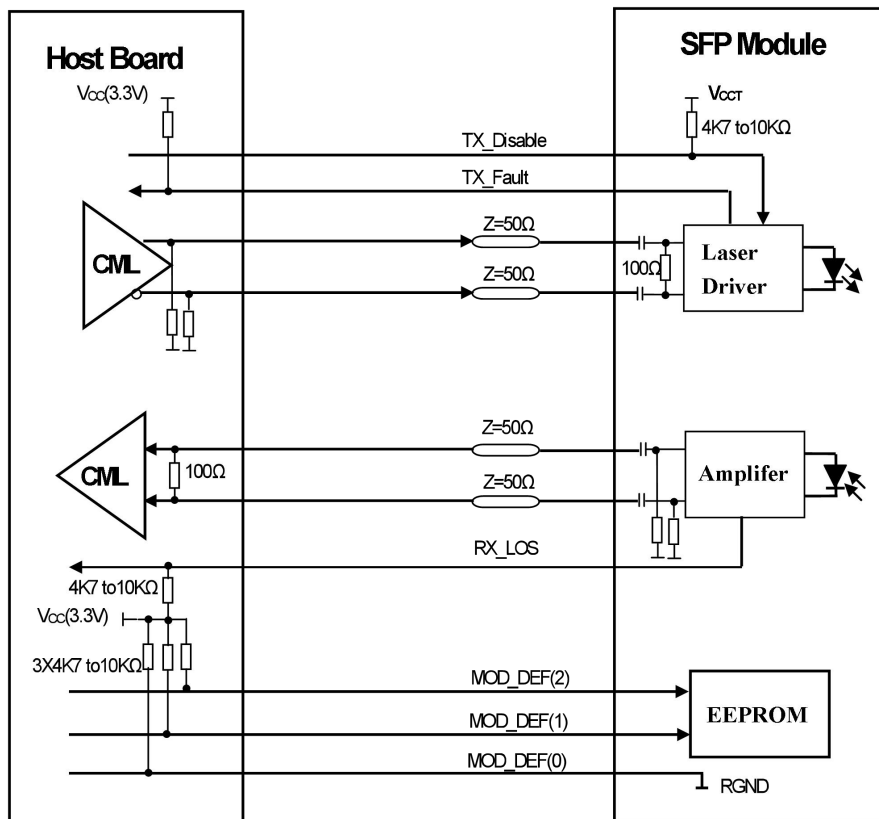 Host Board
SFP Module
VCC(3.3V)
VCCT
4K7 to10KΩ
TX_Disable
TX_Fault
CML
Z=50Ω
Z=50Ω
100Ω
Laser
Driver
CML
100Ω
Z=50Ω
Z=50Ω
Amplifer
RX_LOS
4K7 to10KΩ
VCC(3.3V)
3X4K7 to10KΩ
MOD_DEF(2)
MOD_DEF(1)
MOD_DEF(0)
EEPROM
RGND